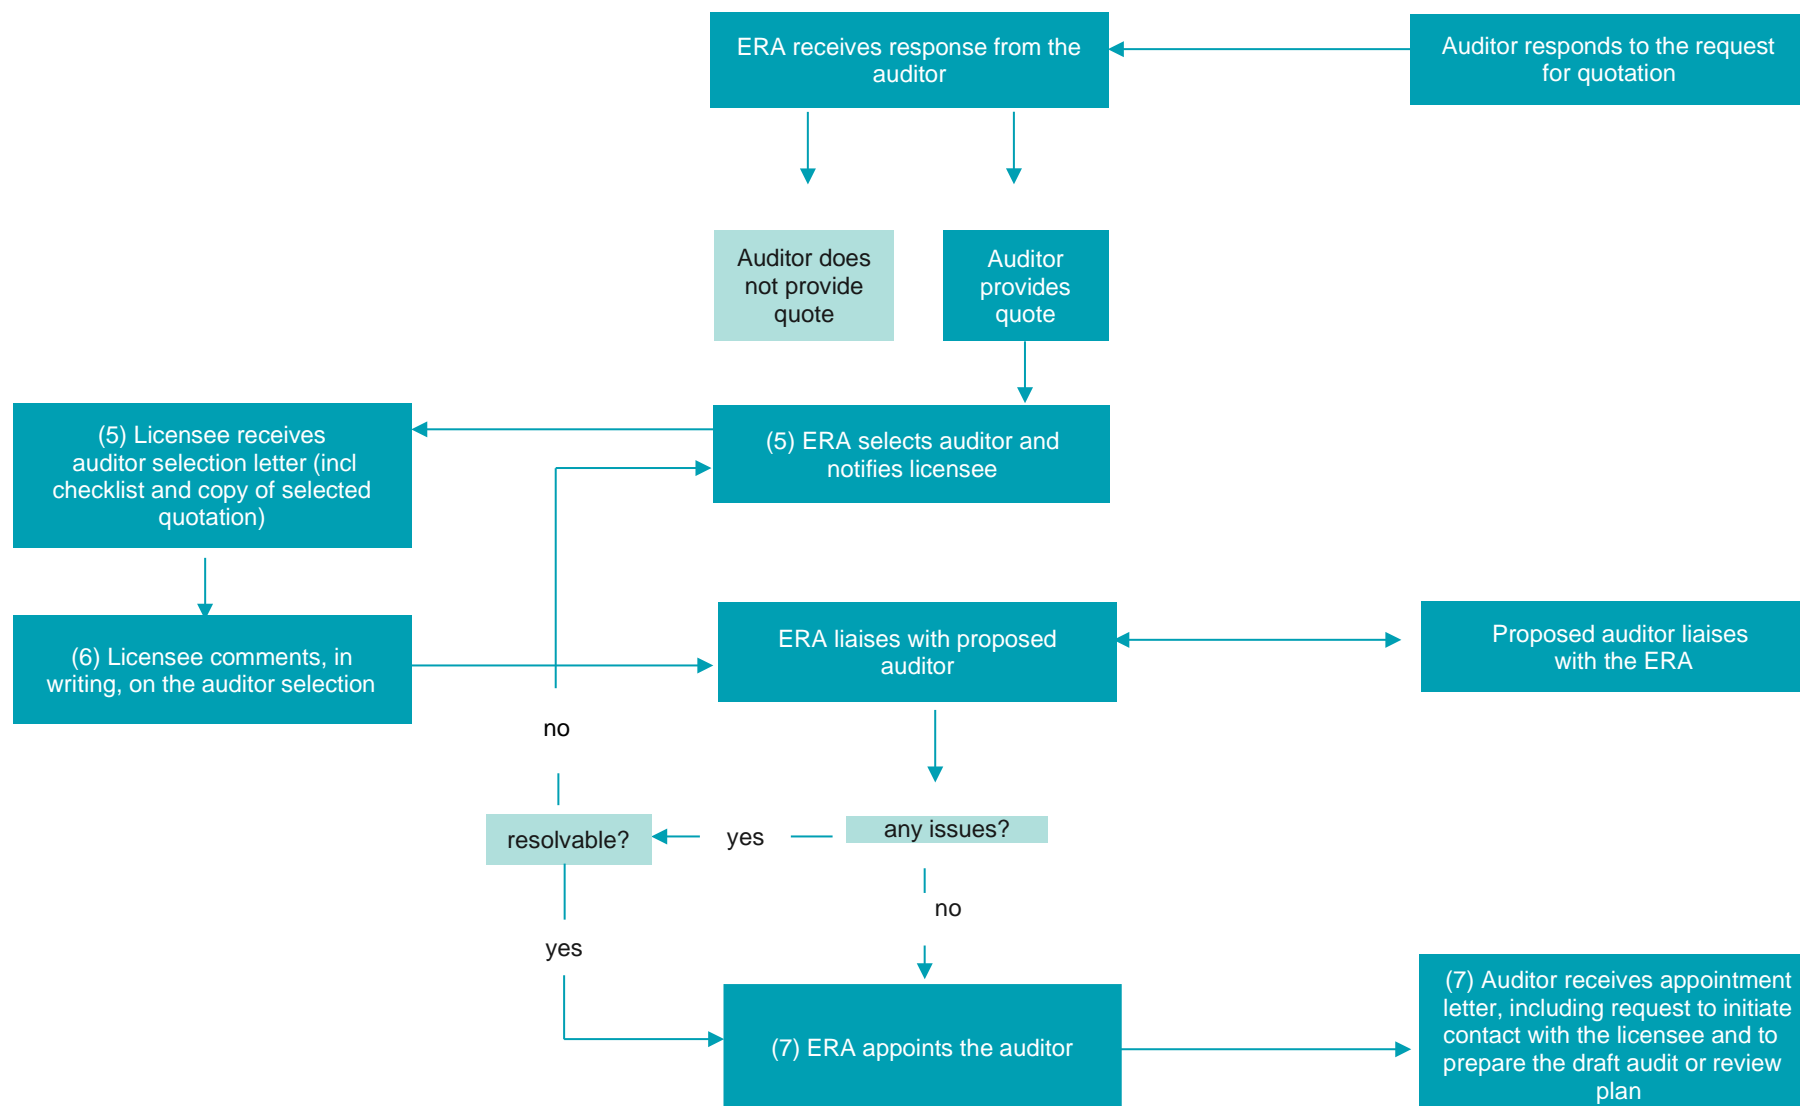 ERA receives response from the
auditor
Auditor responds to the request
for quotation
Auditor does
not provide
quote
Auditor
provides
quote
(5) Licensee receives
auditor selection letter (incl
checklist and copy of selected
quotation)
(5) ERA selects auditor and
notifies licensee
(6) Licensee comments, in
writing, on the auditor selection
ERA liaises with proposed
auditor
Proposed auditor liaises
with the ERA
no
resolvable?
yes
any issues?
no
yes
(7) ERA appoints the auditor
(7) Auditor receives appointment
letter, including request to initiate
contact with the licensee and to
prepare the draft audit or review
plan